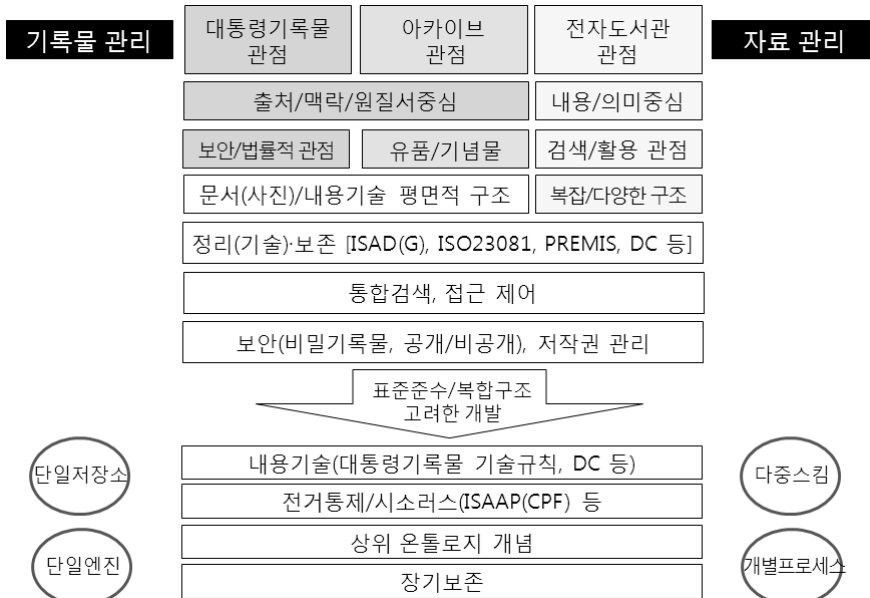 기록물 관리
대통령기록물
관점
아카이브
관점
전자도서관
관점
자료 관리
출처/맥락/원질서중심
내용/의미중심
보안/법률적 관점
유품/기념물
검색/활용 관점
문서(사진)/내용기술 평면적 구조
복잡/다양한 구조
정리(기술)·보존 [ISAD(G), ISO23081, PREMIS, DC 등]
통합검색, 접근 제어
보안(비밀기록물, 공개/비공개), 저작권 관리
표준준수/복합구조
고려한 개발
단일저장소
내용기술(대통령기록물 기술규칙, DC 등)
다중스킴
전거통제/시소러스(ISAAP(CPF) 등
상위 온톨로지 개념
단일엔진
개별프로세스
장기보존